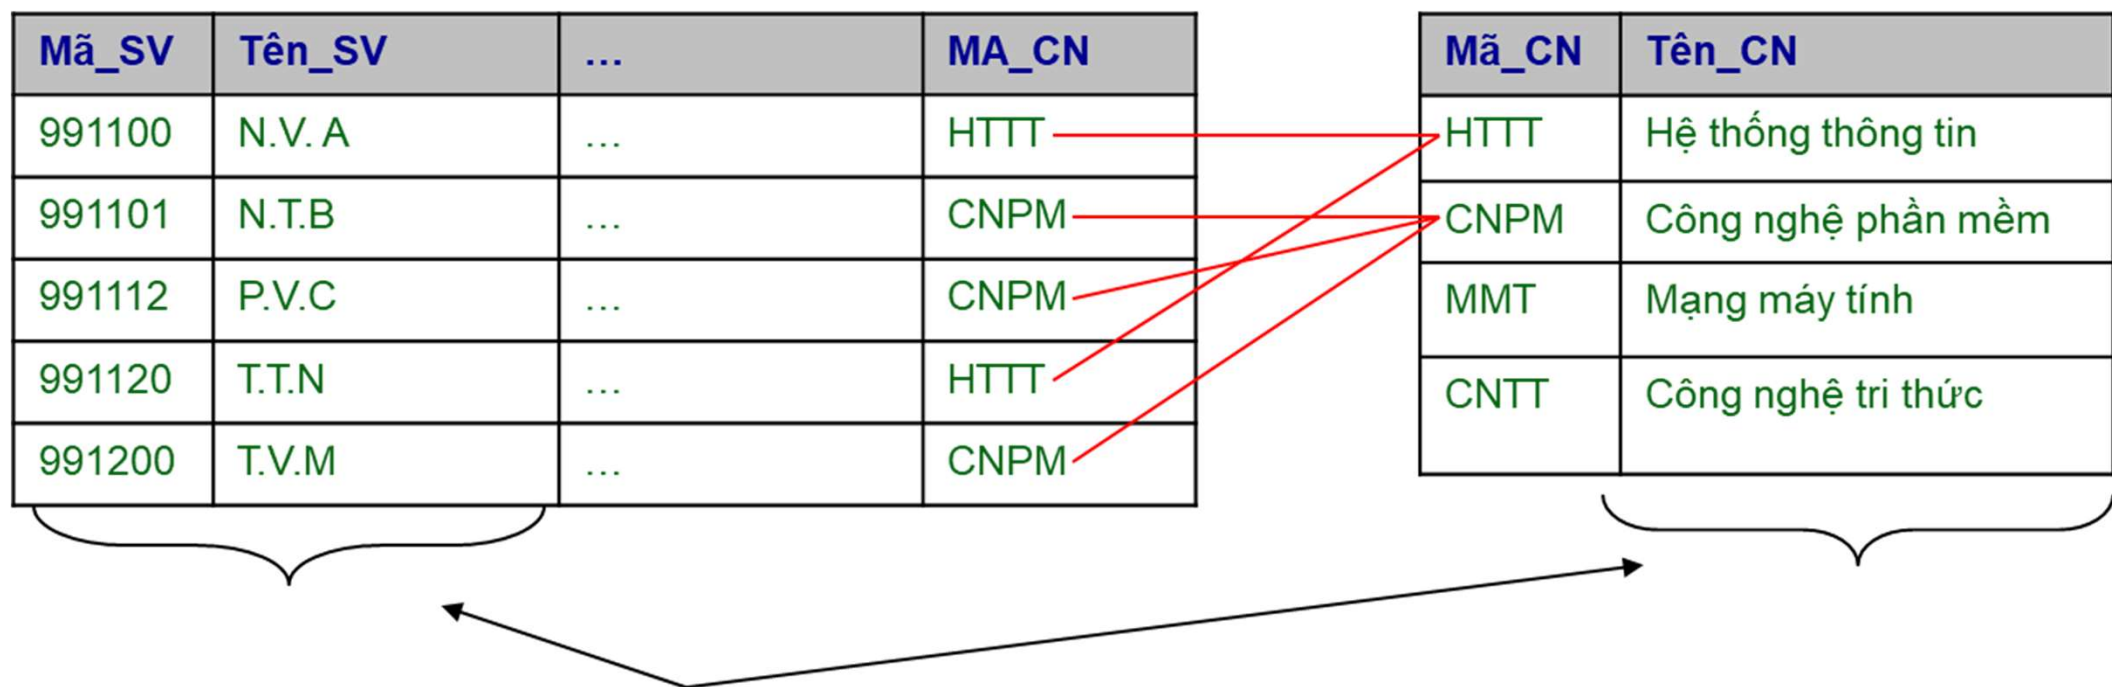 Mã_SV Tên_SV ... MA_CN
991100 N.V. A ... HTTT
991101 N.T.B ... CNPM
991112 P.V.C ... CNPM
991120 T.T.N ... HTTT
991200 T.V.M ... CNPM
Mã_CN Tên_CN
HTTT Hệ thống thông tin
CNPM Công nghệ phần mềm
MMT Mạng máy tính
CNTT Công nghệ tri thức